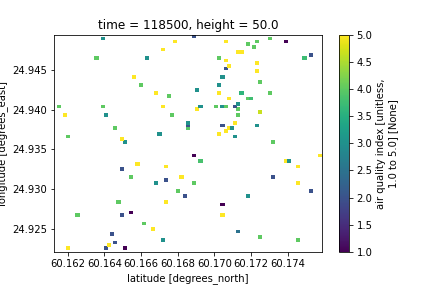 time = 118500, height = 50.0
24.945
24.940
24.935
24.930
24.925
longitude [degrees_east]
60.162 60.164 60.166 60.168 60.170 60.172 60.174
latitude [degrees_north]
5.0
4.5
4.0
3.5
3.0
2.5
2.0
1.5
1.0
air quality index [unitless,
1.0 to 5.0] [None]